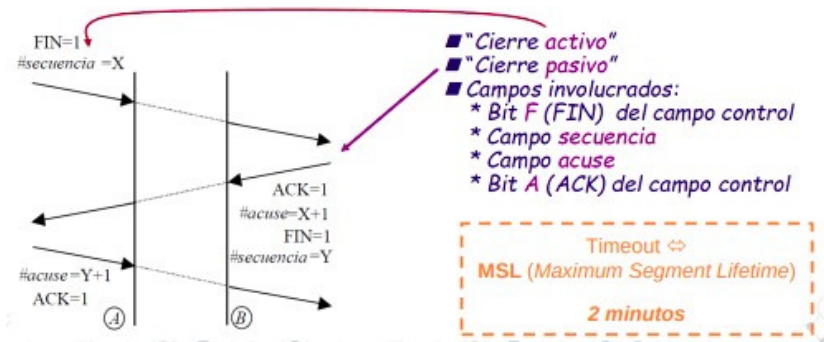 FIN=1
#secuencia =X
ACK=1
#acuse=X+1
FIN=1
#secuencia=Y
#acuse=Y+1
ACK=1
A
B
"Cierre activo"
"Cierre pasivo"
Campos involucrados:
* Bit F (FIN) del campo control
* Campo secuencia
* Campo acuse
* Bit A (ACK) del campo control
Timeout ⇔
MSL (Maximum Segment Lifetime)
2 minutos